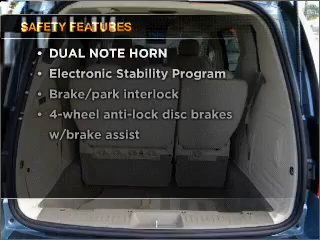 SAFETY FEATURES
• DUAL NOTE HORN
• Electronic Stability Program
• Brake/park interlock
• 4-wheel anti-lock disc brakes
w/brake assist